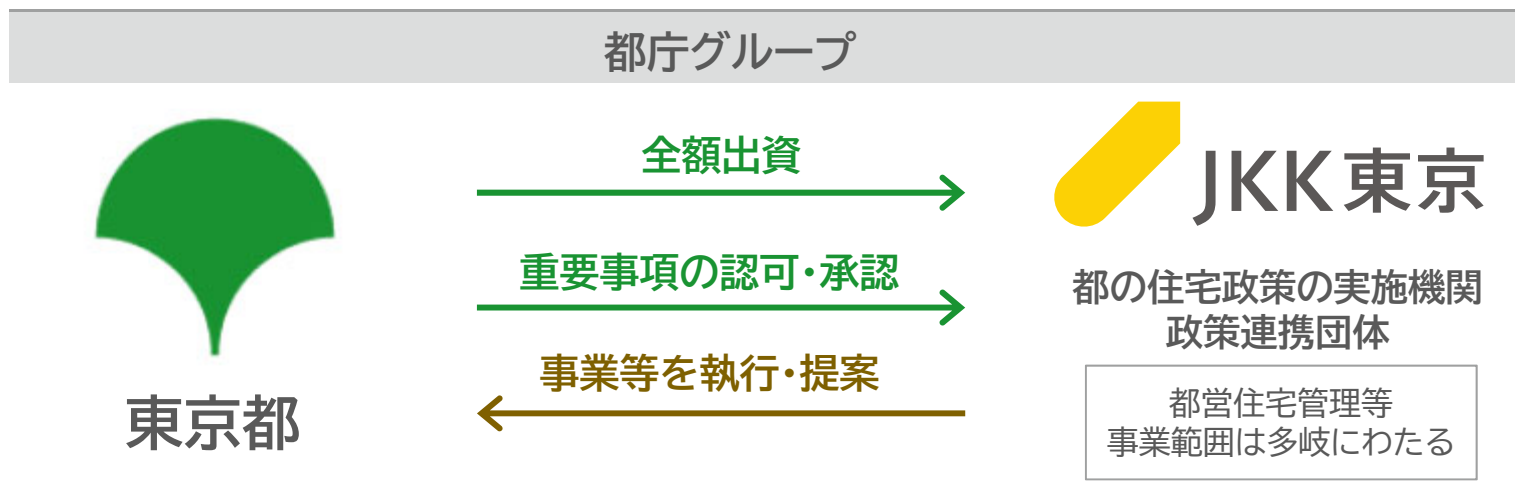 都庁グループ
全額出資
重要事項の認可・承認
事業等を執行・提案
東京都
JKK東京
都の住宅政策の実施機関
政策連携団体
都営住宅管理等
事業範囲は多岐にわたる